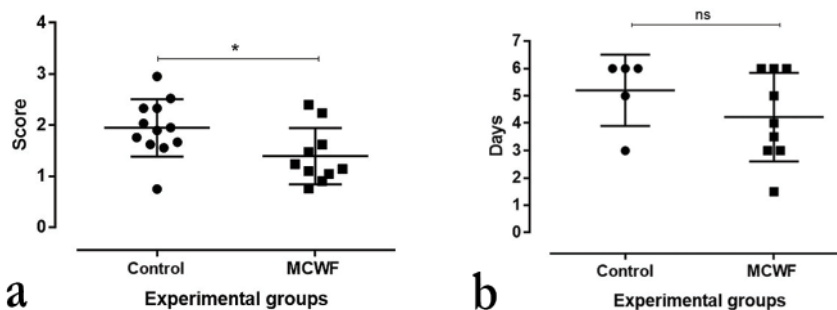 4
3
2
1
0
Score
*
Control
MCWF
Experimental groups
a
7
6
5
4
3
2
1
0
Days
ns
Control
MCWF
Experimental groups
b